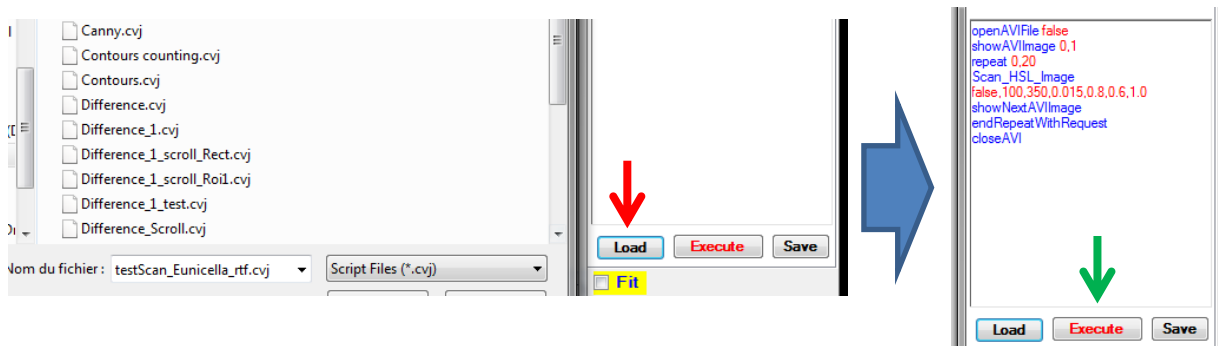 Canny.cvj
Contours counting.cvj
Contours.cvj
Difference.cvj
Difference_1.cvj
Difference_1_scroll_Rect.cvj
Difference_1_scroll_Roi1.cvj
Difference_1_test.cvj
Difference_Scroll.cvj
Nom du fichier : testScan_Eunicella_rtf.cvj Script Files (*.cvj)
Load Execute Save
Fit
openAVIFile false
showAVIImage 0,1
repeat 0,20
Scan_HSL_Image
false,100,350,0.015,0.8,0.6,1.0
showNextAVIImage
endRepeatWithRequest
closeAVI
Load Execute Save